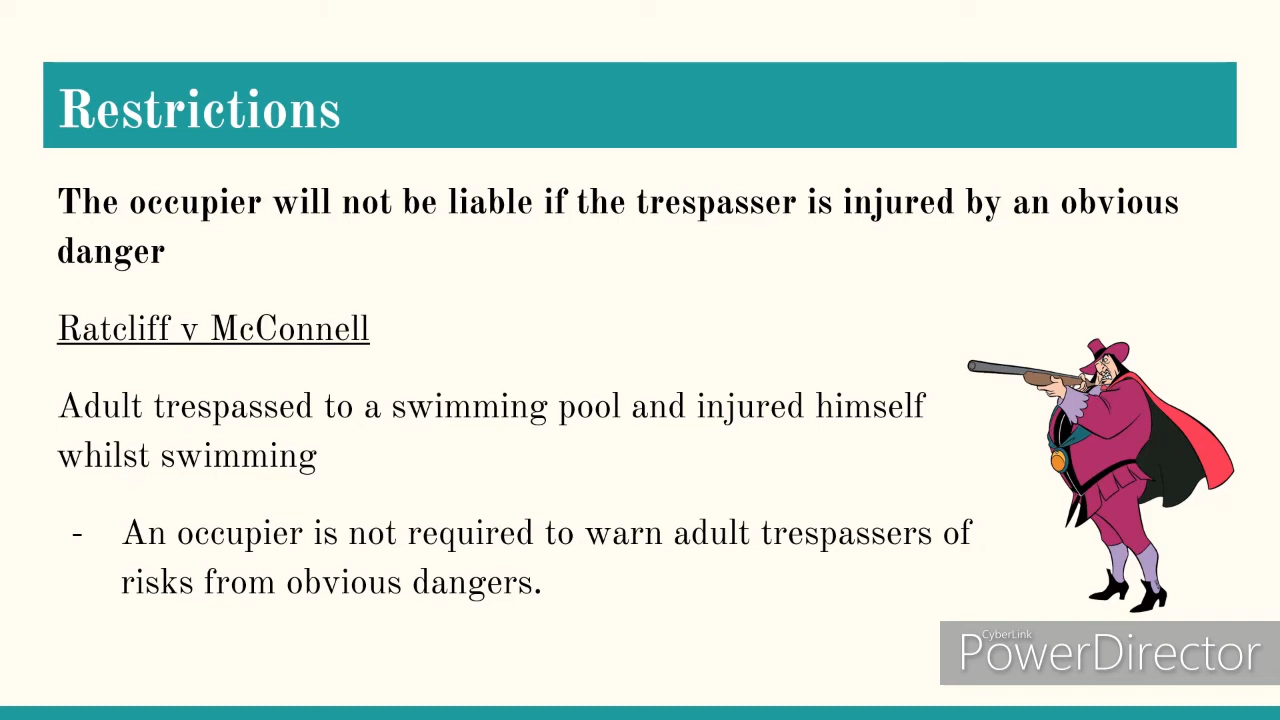 Restrictions
The occupier will not be liable if the trespasser is injured by an obvious
danger
Ratcliff v McConnell
Adult trespassed to a swimming pool and injured himself
whilst swimming
- An occupier is not required to warn adult trespassers of
risks from obvious dangers.
CyberLink
PowerDirector